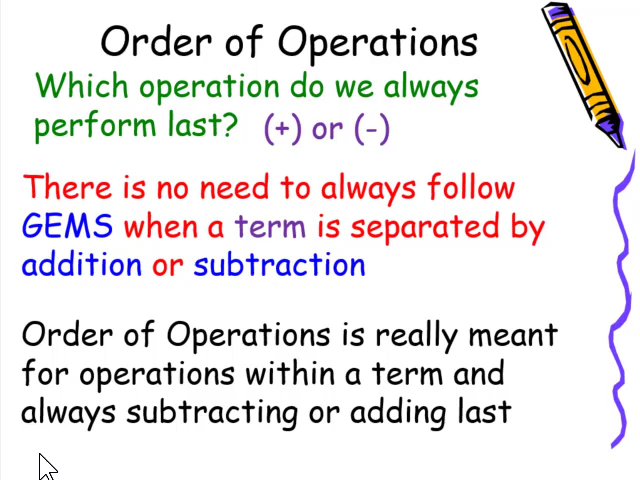 Order of Operations
Which operation do we always
perform last? (+) or (-)
There is no need to always follow
GEMS when a term is separated by
addition or subtraction
Order of Operations is really meant
for operations within a term and
always subtracting or adding last